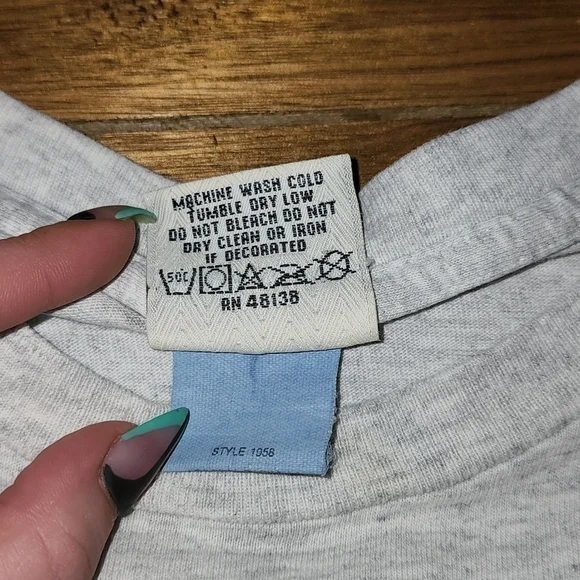 MACHINE WASH COLD
TUMBLE DRY LOW
DO NOT BLEACH DO NOT
DRY CLEAN OR IRON
IF DECORATED
50°C
RN 48138
STYLE 1958